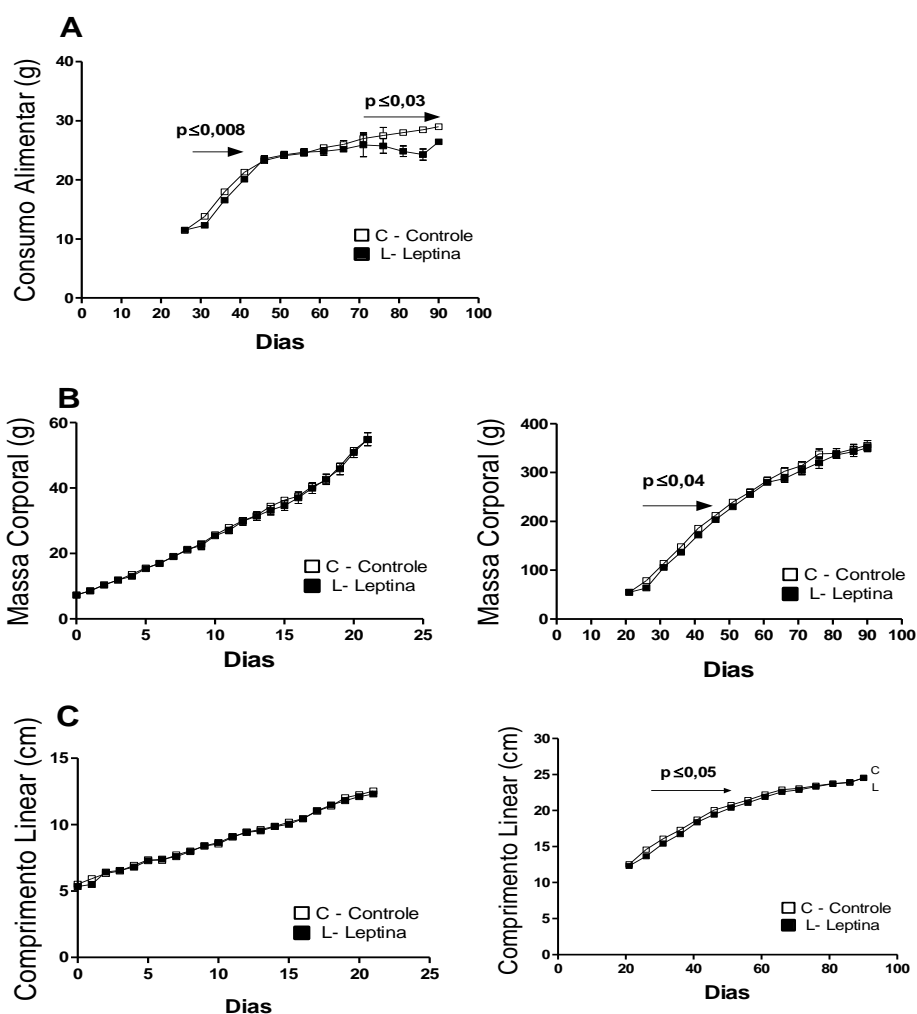 A
Consumo Alimentar (g)
40
30
20
10
0
p≤0,008
p≤0,03
C - Controle
L- Leptina
0 10 20 30 40 50 60 70 80 90 100
Dias
B
Massa Corporal (g)
60
40
20
0
C - Controle
L- Leptina
0 5 10 15 20 25
Dias
Massa Corporal (g)
400
300
200
100
0
p≤0,04
C - Controle
L- Leptina
0 10 20 30 40 50 60 70 80 90 100
Dias
C
Comprimento Linear (cm)
15
10
5
0
C - Controle
L- Leptina
0 5 10 15 20 25
Dias
Comprimento Linear (cm)
30
25
20
15
10
5
0
p≤0,05
C
L
C - Controle
L- Leptina
0 20 40 60 80 100
Dias